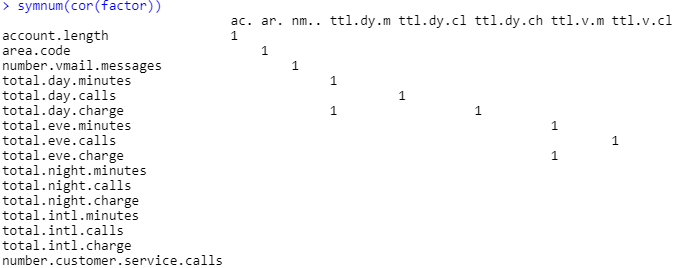 > symnum(cor(factor))
ac. ar. nm.. ttl.dy.m ttl.dy.cl ttl.dy.ch ttl.v.m ttl.v.cl
account.length 1
area.code 1
number.vmail.messages 1
total.day.minutes 1
total.day.calls 1
total.day.charge 1 1
total.eve.minutes 1
total.eve.calls 1
total.eve.charge 1
total.night.minutes
total.night.calls
total.night.charge
total.intl.minutes
total.intl.calls
total.intl.charge
number.customer.service.calls